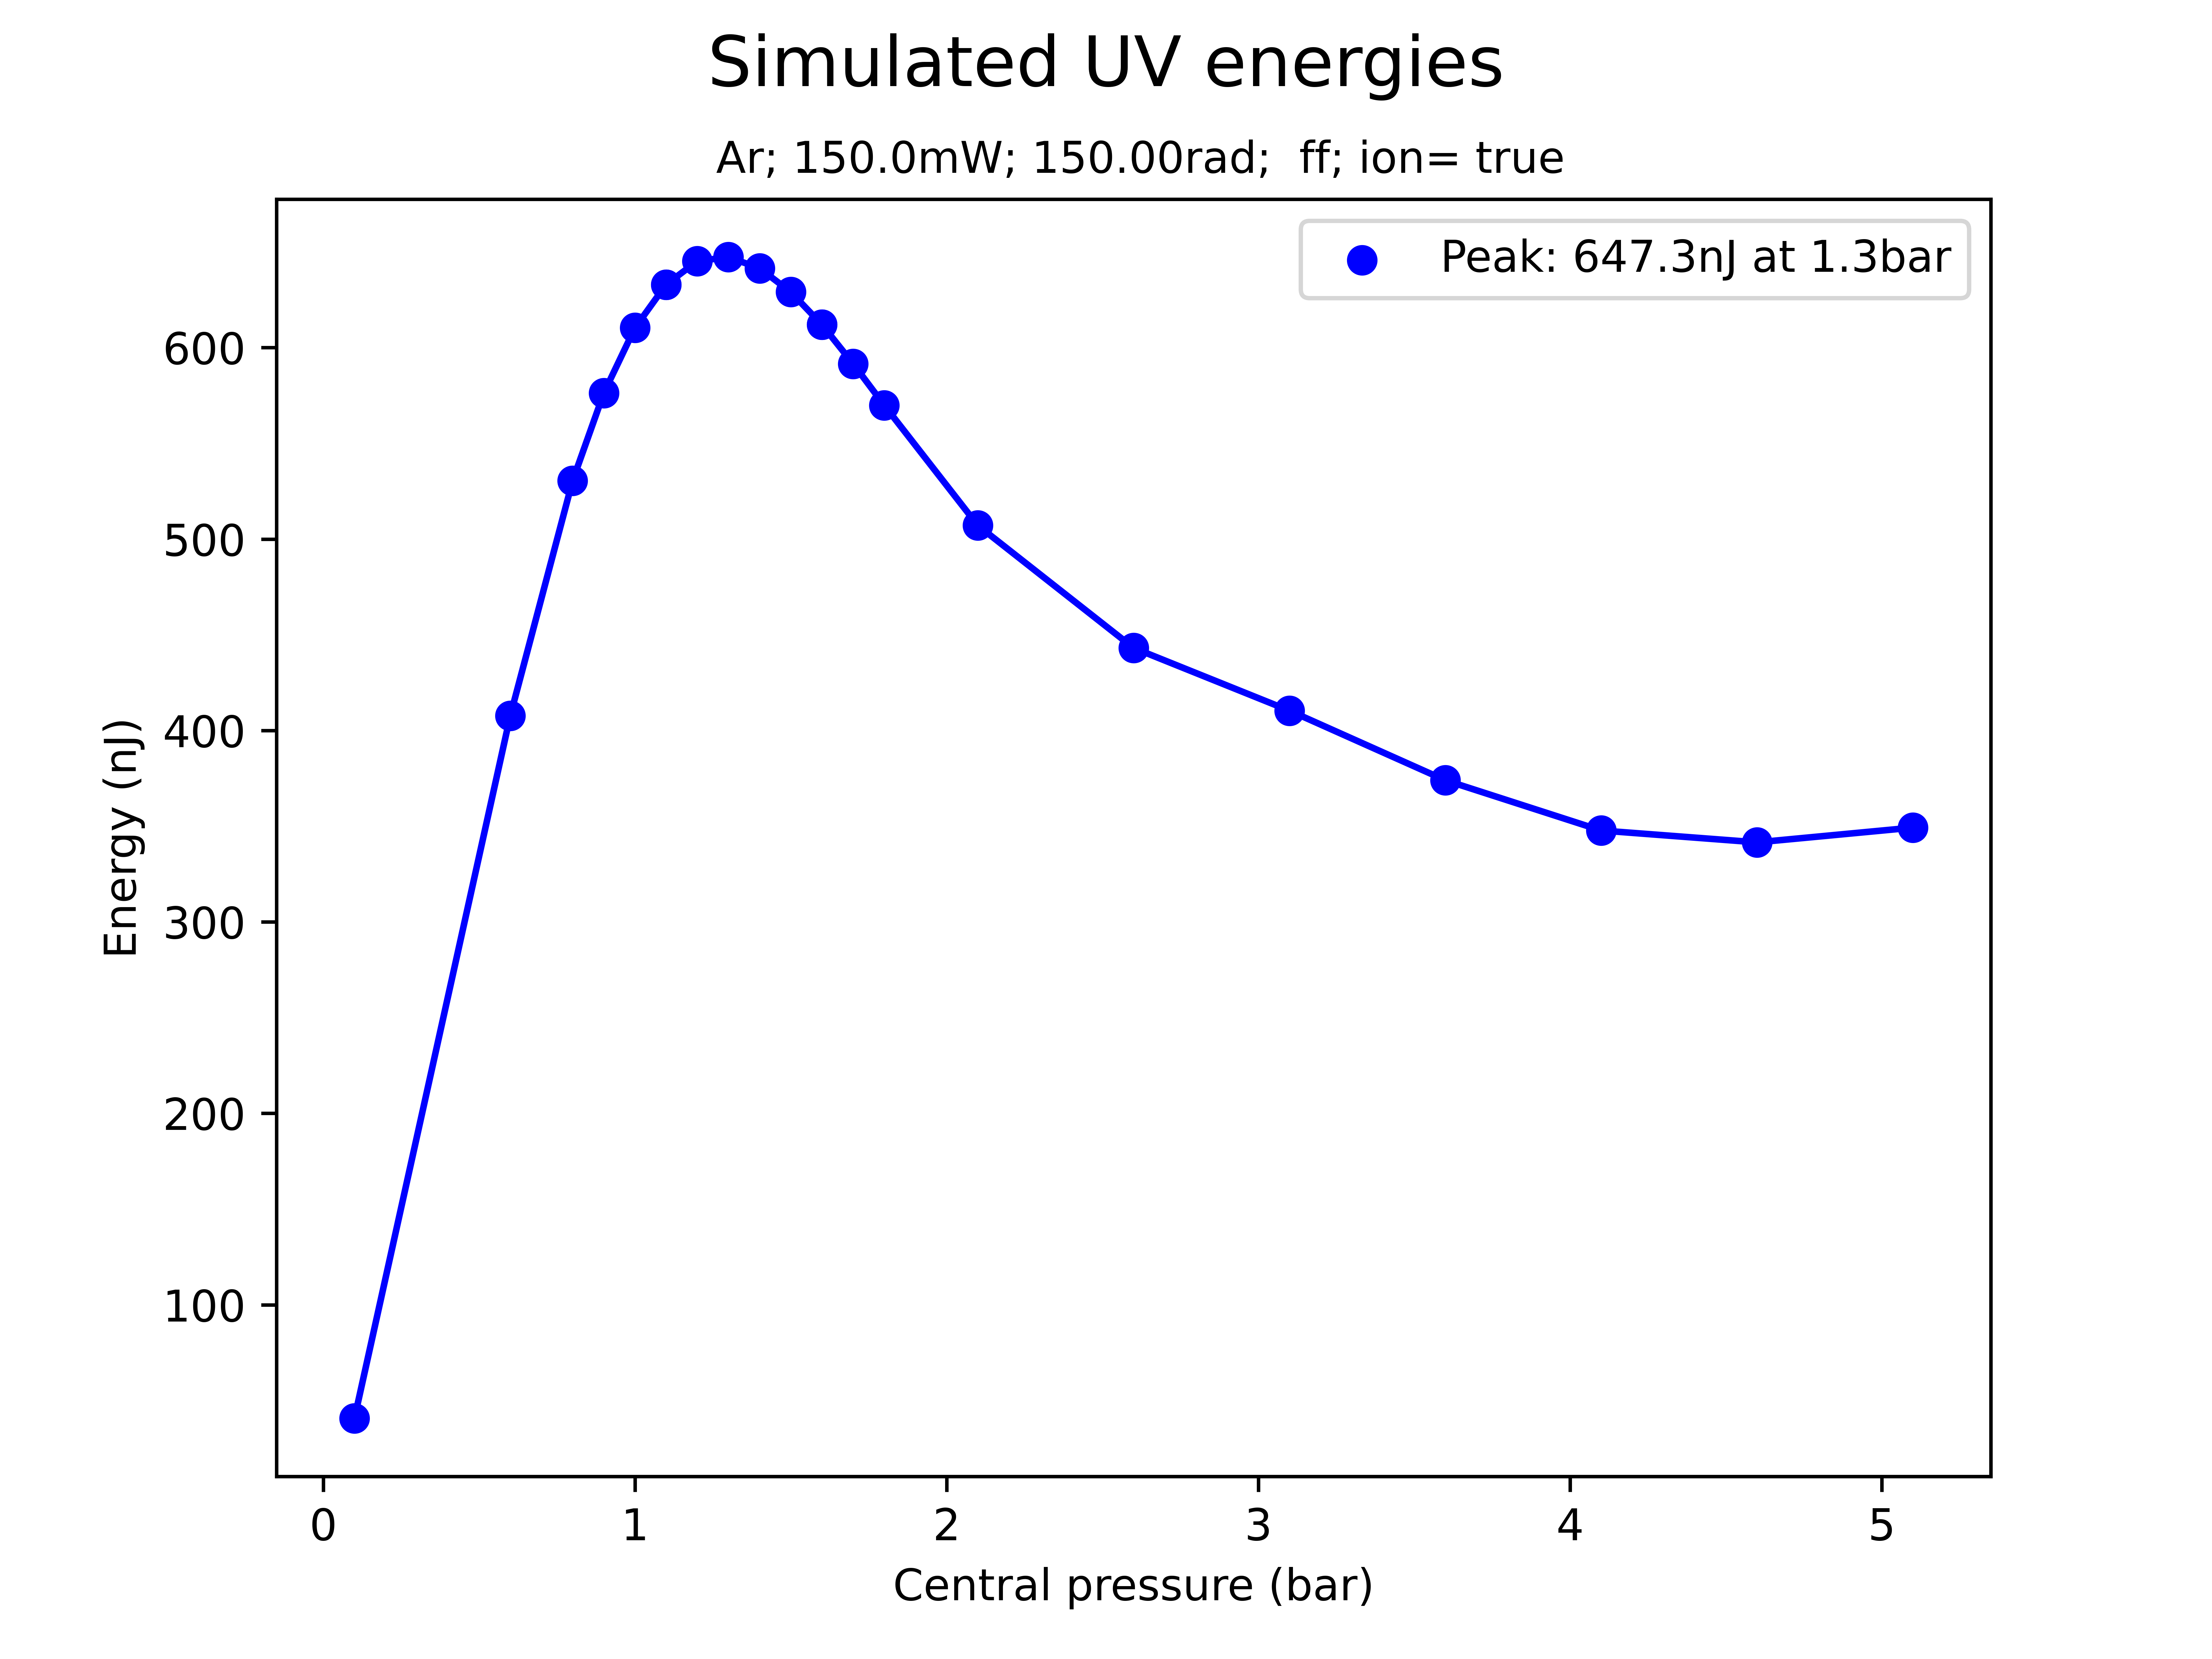 Simulated UV energies
Ar; 150.0mW; 150.00rad;  ff; ion= true
Peak: 647.3nJ at 1.3bar
Energy (nJ)
600
500
400
300
200
100
0 1 2 3 4 5
Central pressure (bar)